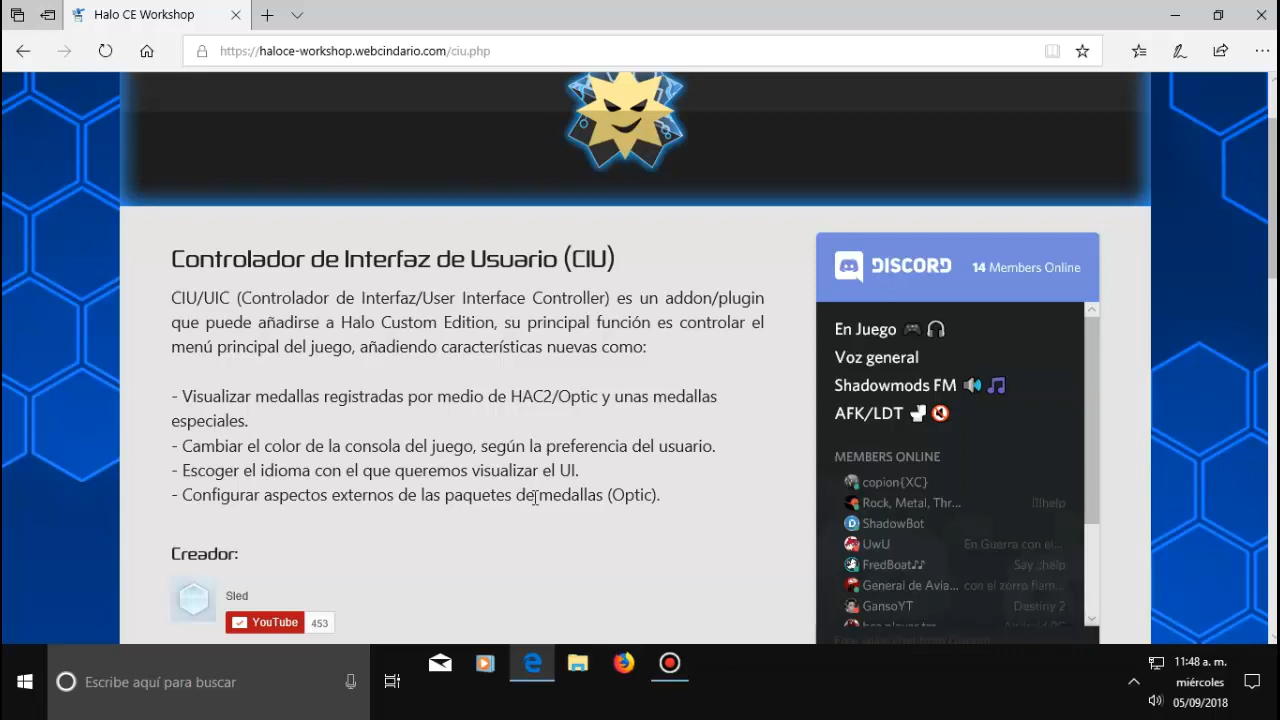 Halo CE Workshop
https://haloce-workshop.webcindario.com/ciu.php
Controlador de Interfaz de Usuario (CIU)
CIU/UIC (Controlador de Interfaz/User Interface Controller) es un addon/plugin
que puede añadirse a Halo Custom Edition, su principal función es controlar el
menú principal del juego, añadiendo características nuevas como:
- Visualizar medallas registradas por medio de HAC2/Optic y unas medallas
especiales.
- Cambiar el color de la consola del juego, según la preferencia del usuario.
- Escoger el idioma con el que queremos visualizar el UI.
- Configurar aspectos externos de las paquetes de medallas (Optic).
Creador:
Sled
YouTube 453
DISCORD 14 Members Online
En Juego 🎮 🎧
Voz general
Shadowmods FM 🔊 🎵
AFK/LDT 🚽 🔇
MEMBERS ONLINE
copion{XC}
Rock, Metal, Thr... help
ShadowBot
UwU En Guerra con el...
FredBoat♪♪ Say ;;help
General de Avia... con el zorro flam...
GansoYT Destiny 2
Escribe aquí para buscar
11:48 a. m.
miércoles
05/09/2018